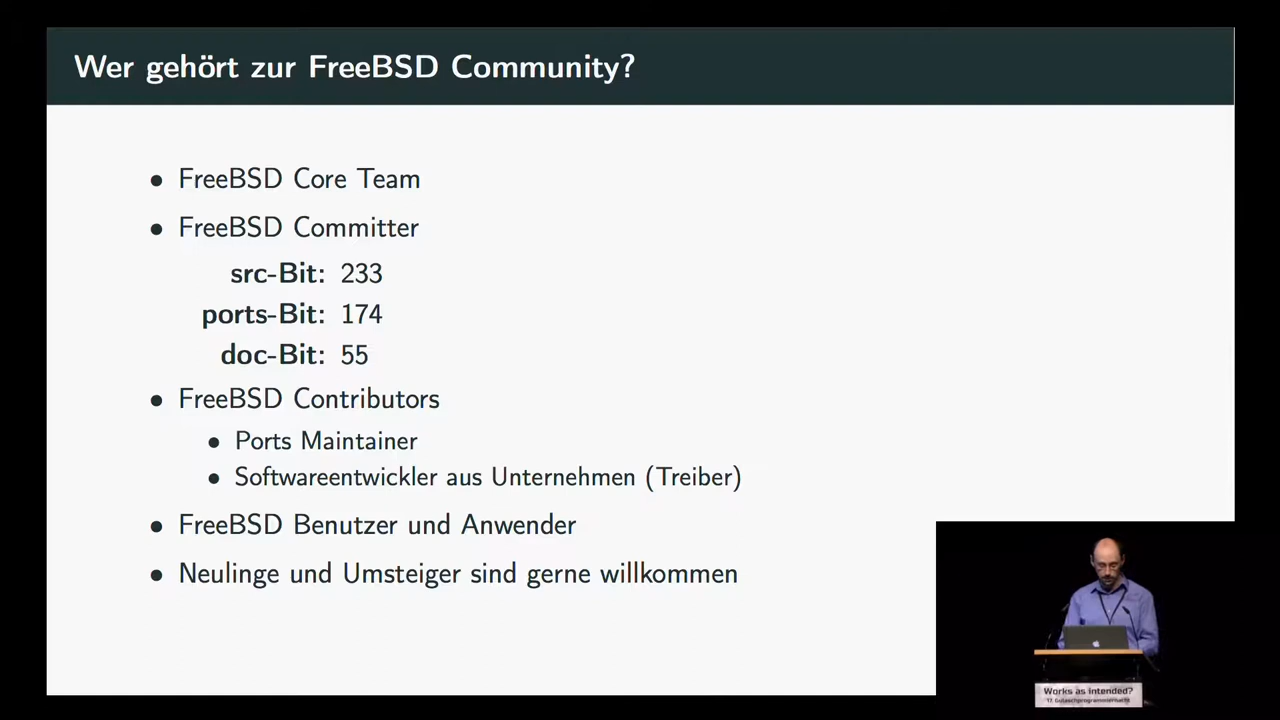 Wer gehört zur FreeBSD Community?
• FreeBSD Core Team
• FreeBSD Committer
src-Bit: 233
ports-Bit: 174
doc-Bit: 55
• FreeBSD Contributors
• Ports Maintainer
• Softwareentwickler aus Unternehmen (Treiber)
• FreeBSD Benutzer und Anwender
• Neulinge und Umsteiger sind gerne willkommen
Works as intended?
17. Gulaschprogrammiernacht